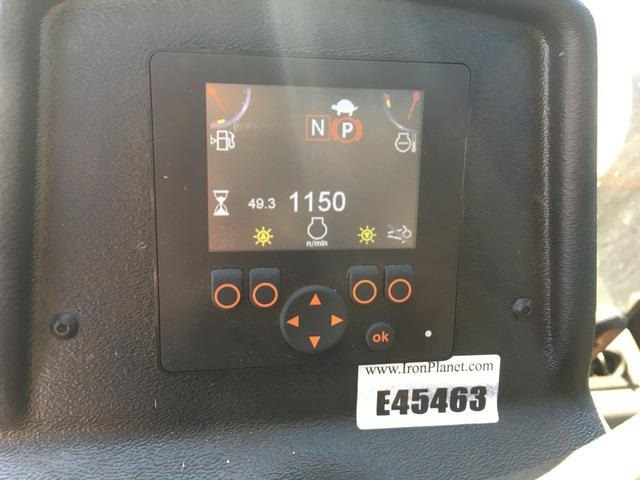 N P
49.3 1150
n/min
ok
www.IronPlanet.com
E45463